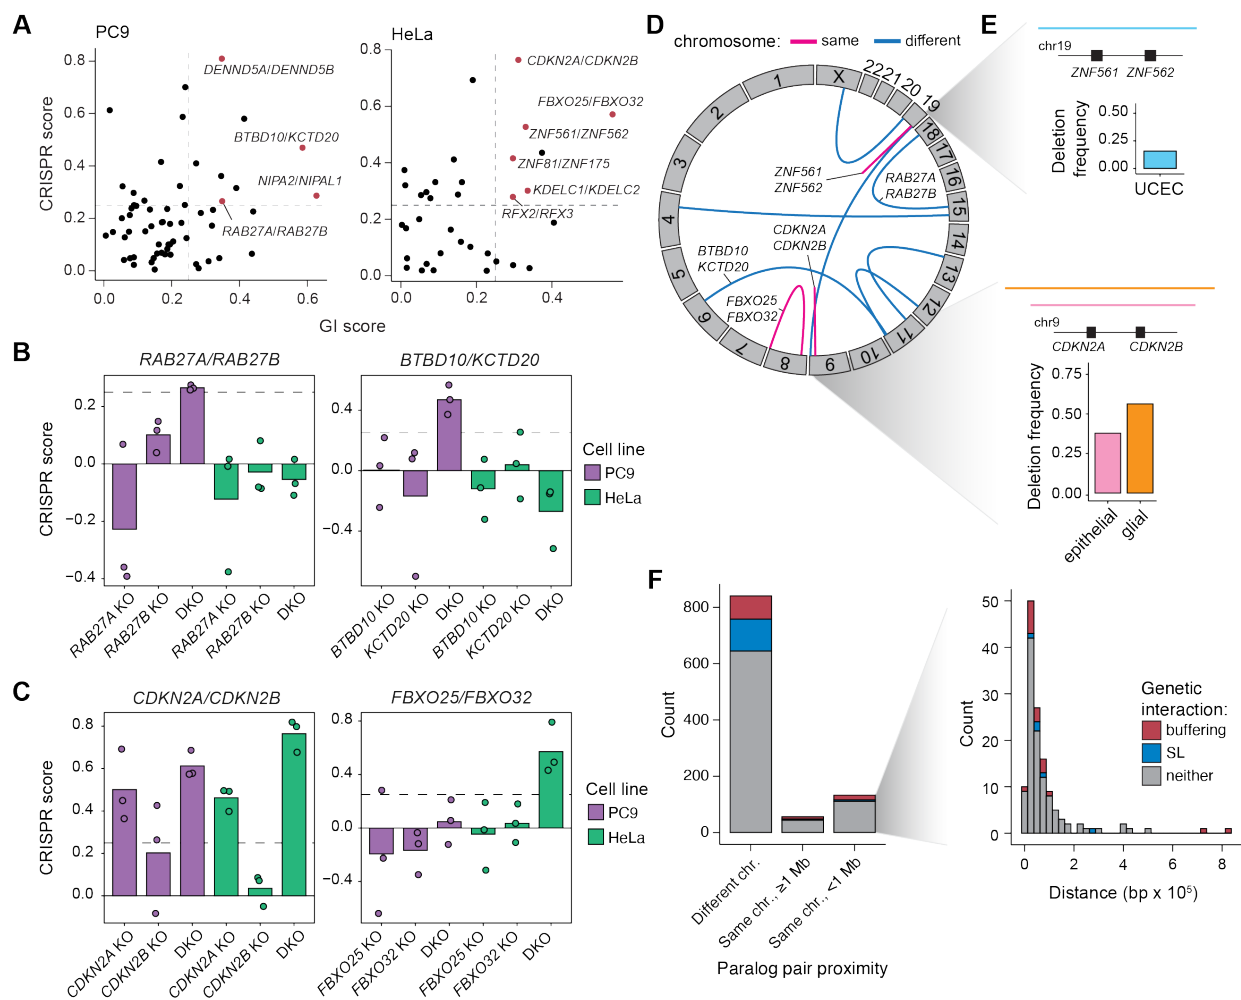 A
PC9
CRISPR score
0.8
0.6
0.4
0.2
0.0
DENND5A/DENND5B
BTBD10/KCTD20
NIPA2/NIPAL1
RAB27A/RAB27B
0.0
0.2
0.4
0.6
HeLa
0.8
0.4
0.0
CDKN2A/CDKN2B
FBXO25/FBXO32
ZNF561/ZNF562
ZNF81/ZNF175
KDELC1/KDELC2
RFX2/RFX3
0.0
0.2
0.4
GI score
B
RAB27A/RAB27B
CRISPR score
0.2
0.0
−0.2
−0.4
RAB27A KO
RAB27B KO
DKO
RAB27A KO
RAB27B KO
DKO
BTBD10/KCTD20
0.4
0.0
−0.4
BTBD10 KO
KCTD20 KO
DKO
BTBD10 KO
KCTD20 KO
DKO
Cell line
PC9
HeLa
C
CDKN2A/CDKN2B
CRISPR score
0.8
0.6
0.4
0.2
0.0
CDKN2A KO
CDKN2B KO
DKO
CDKN2A KO
CDKN2B KO
DKO
FBXO25/FBXO32
0.8
0.4
0.0
−0.4
FBXO25 KO
FBXO32 KO
DKO
FBXO25 KO
FBXO32 KO
DKO
Cell line
PC9
HeLa
D
chromosome:
same
different
1
2
3
4
5
6
7
8
9
10
11
12
13
14
15
16
17
18
19
20
21
22
X
ZNF561
ZNF562
RAB27A
RAB27B
CDKN2A
CDKN2B
BTBD10
KCTD20
FBXO25
FBXO32
E
chr19
ZNF561
ZNF562
Deletion
frequency
0.50
0.25
0.00
UCEC
chr9
CDKN2A
CDKN2B
Deletion frequency
0.75
0.50
0.25
0.00
epithelial
glial
F
Count
800
600
400
200
0
Different chr.
Same chr., ≥1 Mb
Same chr., <1 Mb
Paralog pair proximity
Count
50
40
30
20
10
0
0
2
4
6
8
Distance (bp x 10⁵)
Genetic
interaction:
buffering
SL
neither